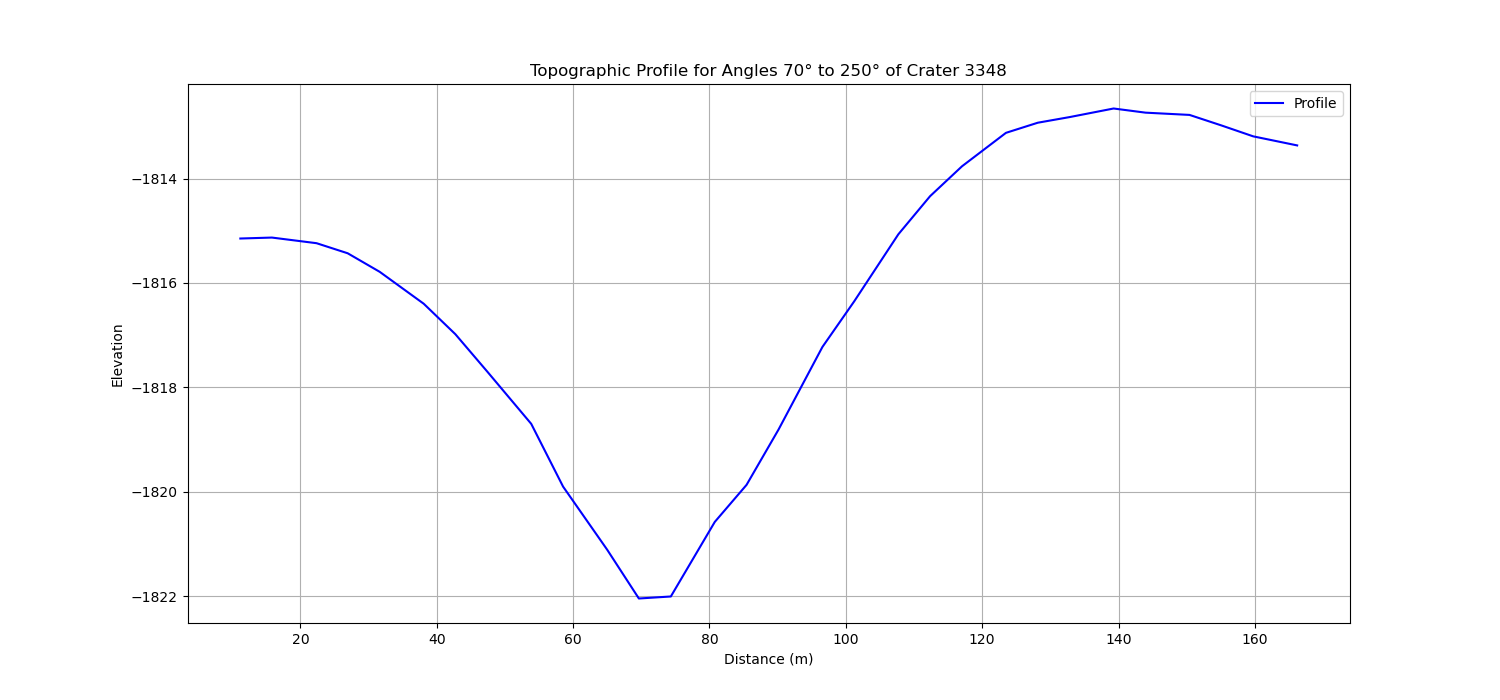 Topographic Profile for Angles 70° to 250° of Crater 3348
Profile
−1814
−1816
−1818
−1820
−1822
Elevation
20 40 60 80 100 120 140 160
Distance (m)